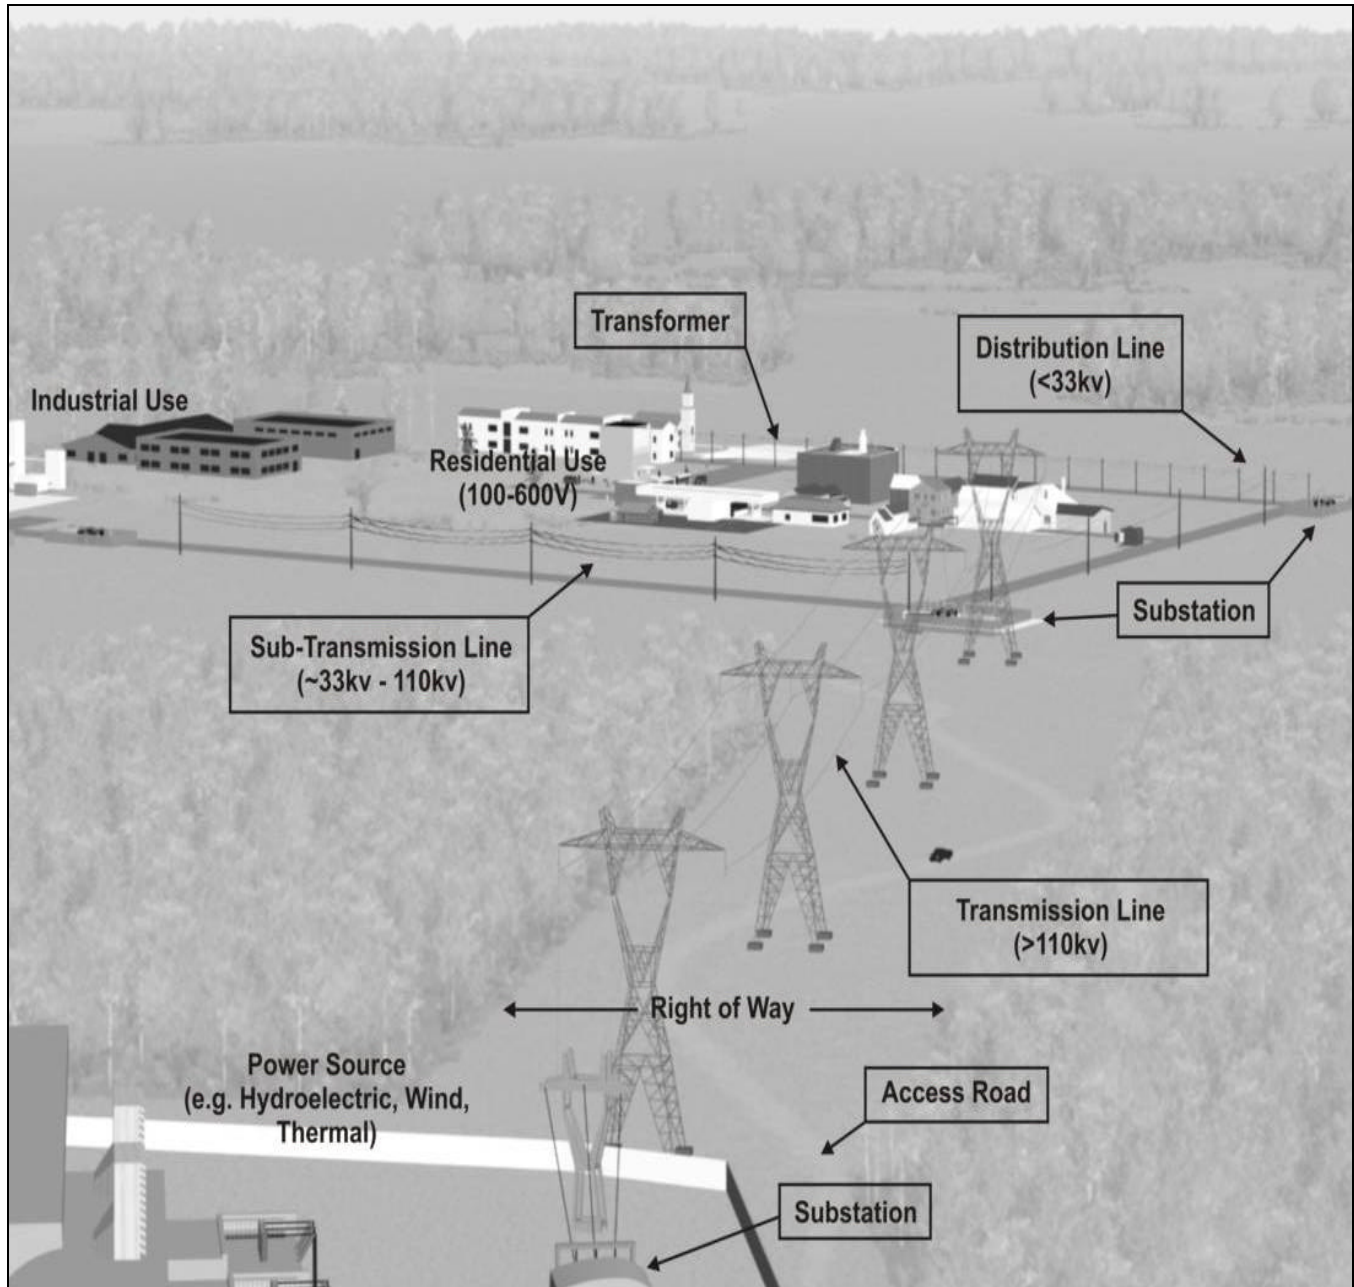 Transformer
Distribution Line
(<33kv)
Industrial Use
Residential Use
(100-600V)
Substation
Sub-Transmission Line
(~33kv - 110kv)
Transmission Line
(>110kv)
Right of Way
Power Source
(e.g. Hydroelectric, Wind,
Thermal)
Access Road
Substation